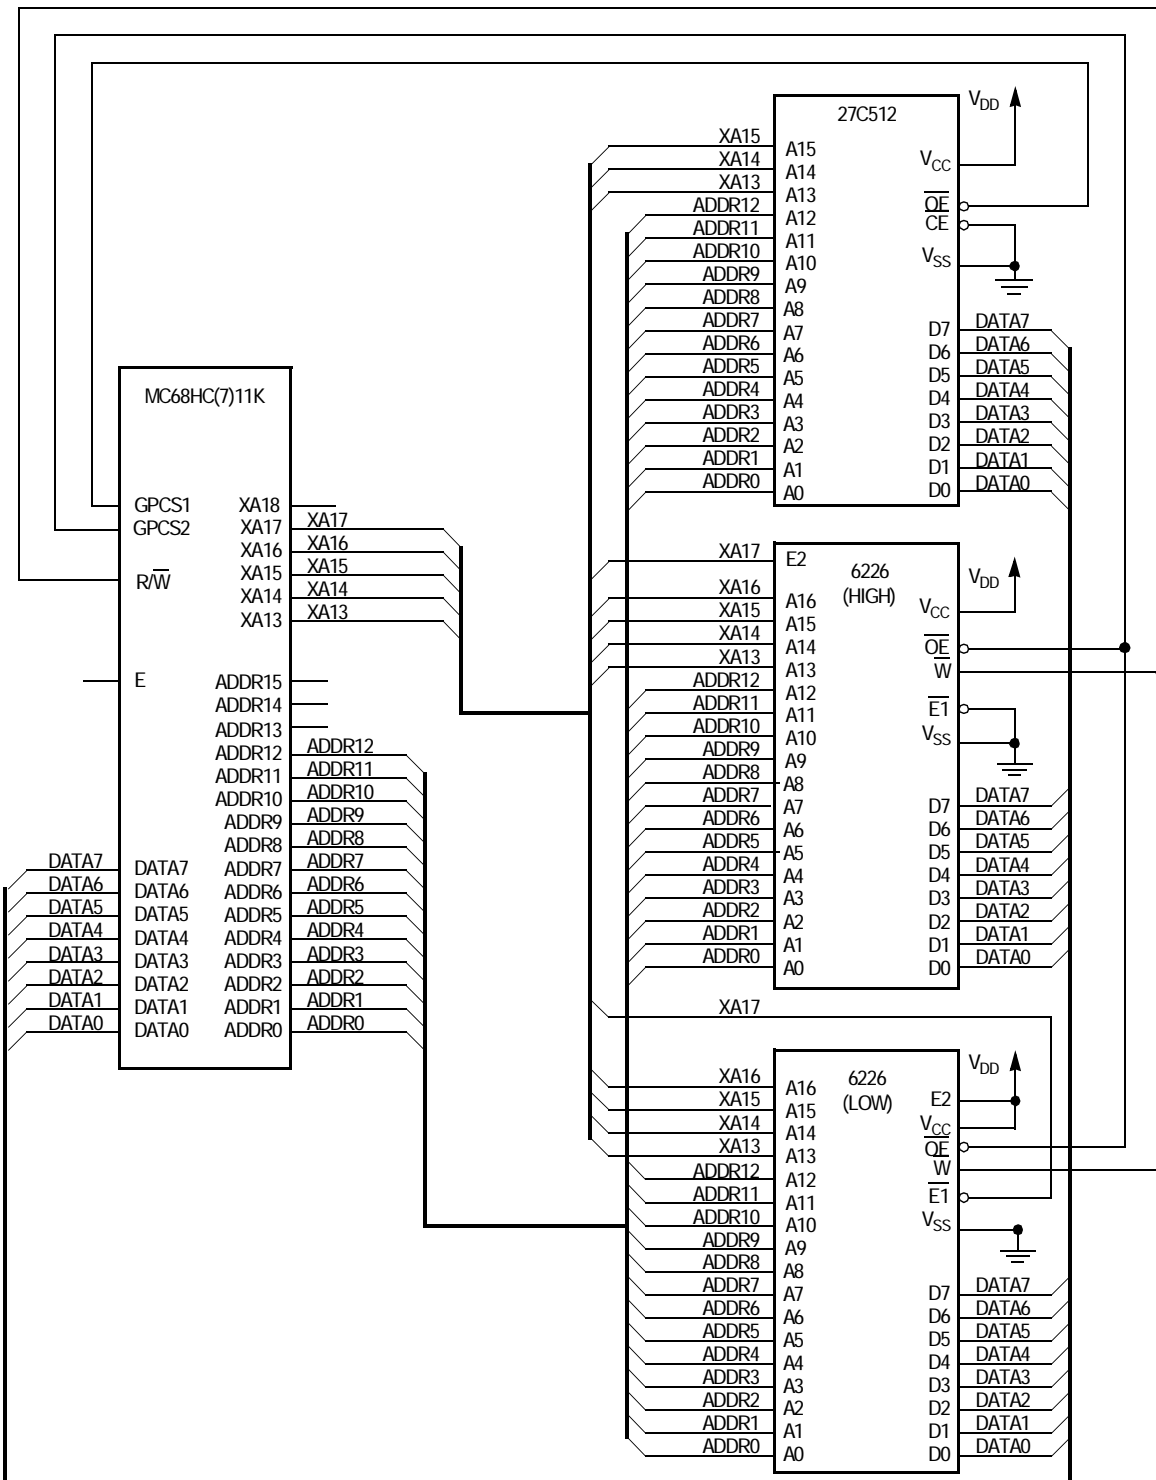 27C512
V_DD
XA15 A15
XA14 A14 V_CC
XA13 A13
ADDR12 A12 OE
ADDR11 A11 CE
ADDR10 A10 V_SS
ADDR9 A9
ADDR8 A8
ADDR7 A7 D7 DATA7
ADDR6 A6 D6 DATA6
ADDR5 A5 D5 DATA5
ADDR4 A4 D4 DATA4
ADDR3 A3 D3 DATA3
ADDR2 A2 D2 DATA2
ADDR1 A1 D1 DATA1
ADDR0 A0 D0 DATA0
MC68HC(7)11K
GPCS1 XA18
GPCS2 XA17 XA17
XA16 XA16
R/W XA15 XA15
XA14 XA14
XA13 XA13
E ADDR15
ADDR14
ADDR13
ADDR12 ADDR12
ADDR11 ADDR11
ADDR10 ADDR10
ADDR9 ADDR9
ADDR8 ADDR8
DATA7 DATA7 ADDR7 ADDR7
DATA6 DATA6 ADDR6 ADDR6
DATA5 DATA5 ADDR5 ADDR5
DATA4 DATA4 ADDR4 ADDR4
DATA3 DATA3 ADDR3 ADDR3
DATA2 DATA2 ADDR2 ADDR2
DATA1 DATA1 ADDR1 ADDR1
DATA0 DATA0 ADDR0 ADDR0
XA17 E2
6226
(HIGH)
V_DD
XA16 A16 V_CC
XA15 A15
XA14 A14 OE
XA13 A13 W
ADDR12 A12
ADDR11 A11 E1
ADDR10 A10 V_SS
ADDR9 A9
ADDR8 A8
ADDR7 A7 D7 DATA7
ADDR6 A6 D6 DATA6
ADDR5 A5 D5 DATA5
ADDR4 A4 D4 DATA4
ADDR3 A3 D3 DATA3
ADDR2 A2 D2 DATA2
ADDR1 A1 D1 DATA1
ADDR0 A0 D0 DATA0
XA17
6226
(LOW)
V_DD
XA16 A16 E2
XA15 A15 V_CC
XA14 A14 OE
XA13 A13 W
ADDR12 A12 E1
ADDR11 A11 V_SS
ADDR10 A10
ADDR9 A9
ADDR8 A8
ADDR7 A7 D7 DATA7
ADDR6 A6 D6 DATA6
ADDR5 A5 D5 DATA5
ADDR4 A4 D4 DATA4
ADDR3 A3 D3 DATA3
ADDR2 A2 D2 DATA2
ADDR1 A1 D1 DATA1
ADDR0 A0 D0 DATA0